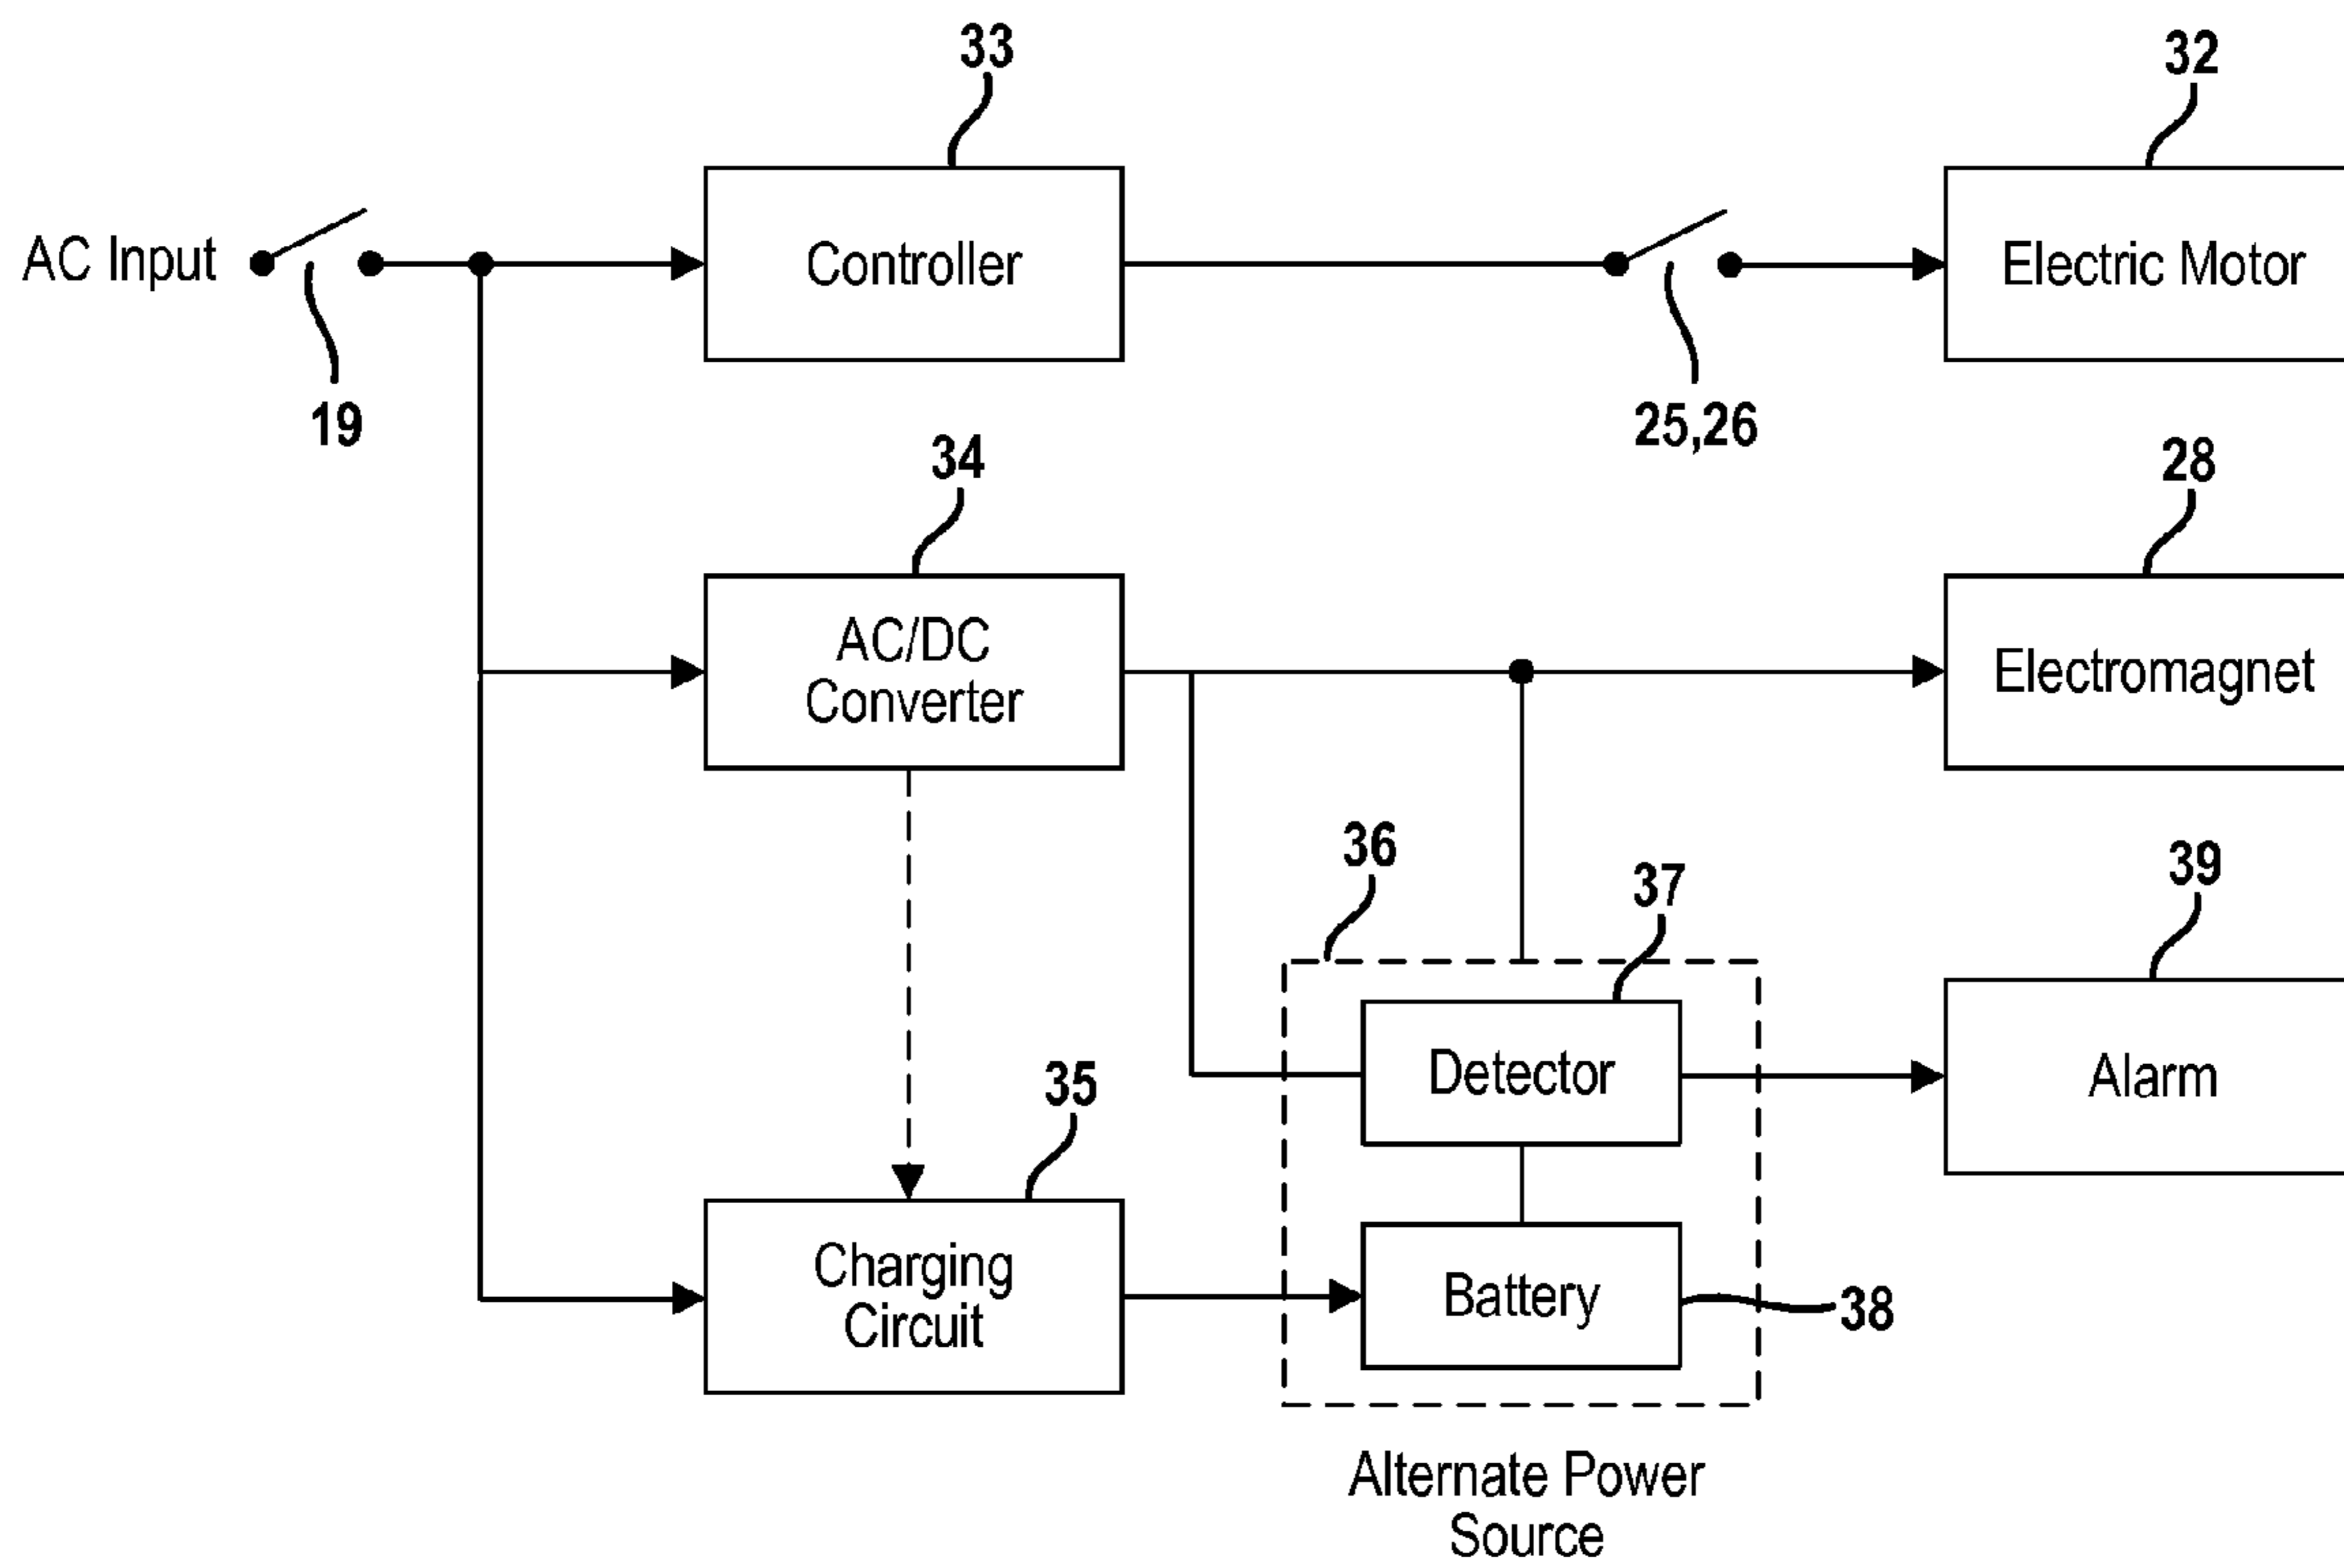 33
32
AC Input
Controller
Electric Motor
19
25,26
34
28
AC/DC
Converter
Electromagnet
36
37
39
35
Detector
Alarm
Charging
Circuit
Battery
38
Alternate Power
Source